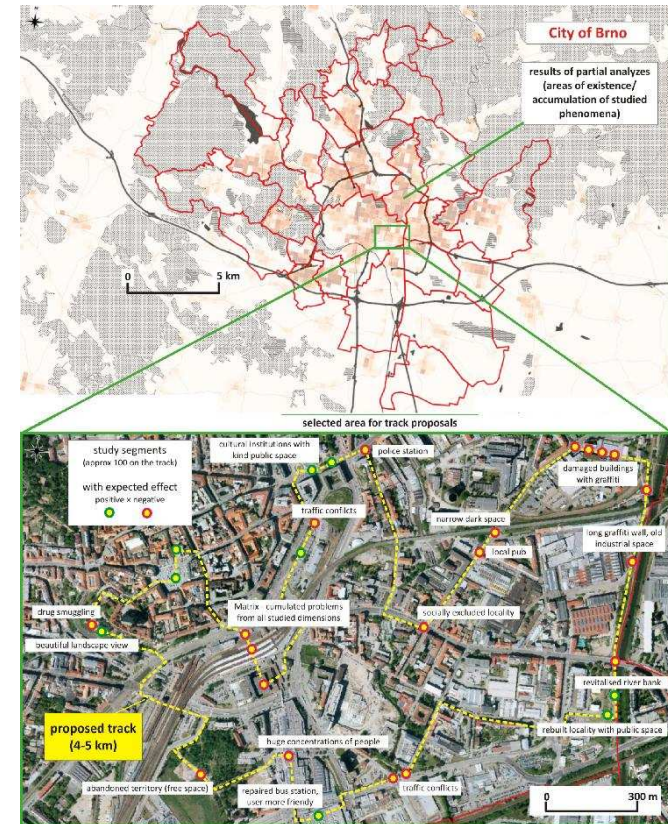 City of Brno
results of partial analyzes
(areas of existence/
accumulation of studied
phenomena)
0 5 km
selected area for track proposals
study segments
(approx 100 on the track)
with expected effect
positive x negative
cultural institutions with
kind public space
police station
damaged buildings
with graffiti
traffic conflicts
narrow dark space
long graffiti wall, old
industrial space
local pub
drug smuggling
Matrix - cumulated problems
from all studied dimensions
socially excluded locality
beautiful landscape view
revitalised river bank
proposed track
(4-5 km)
rebuilt locality with public space
huge concentrations of people
abandoned territory (free space)
repaired bus station,
user more friendly
traffic conflicts
0 300 m